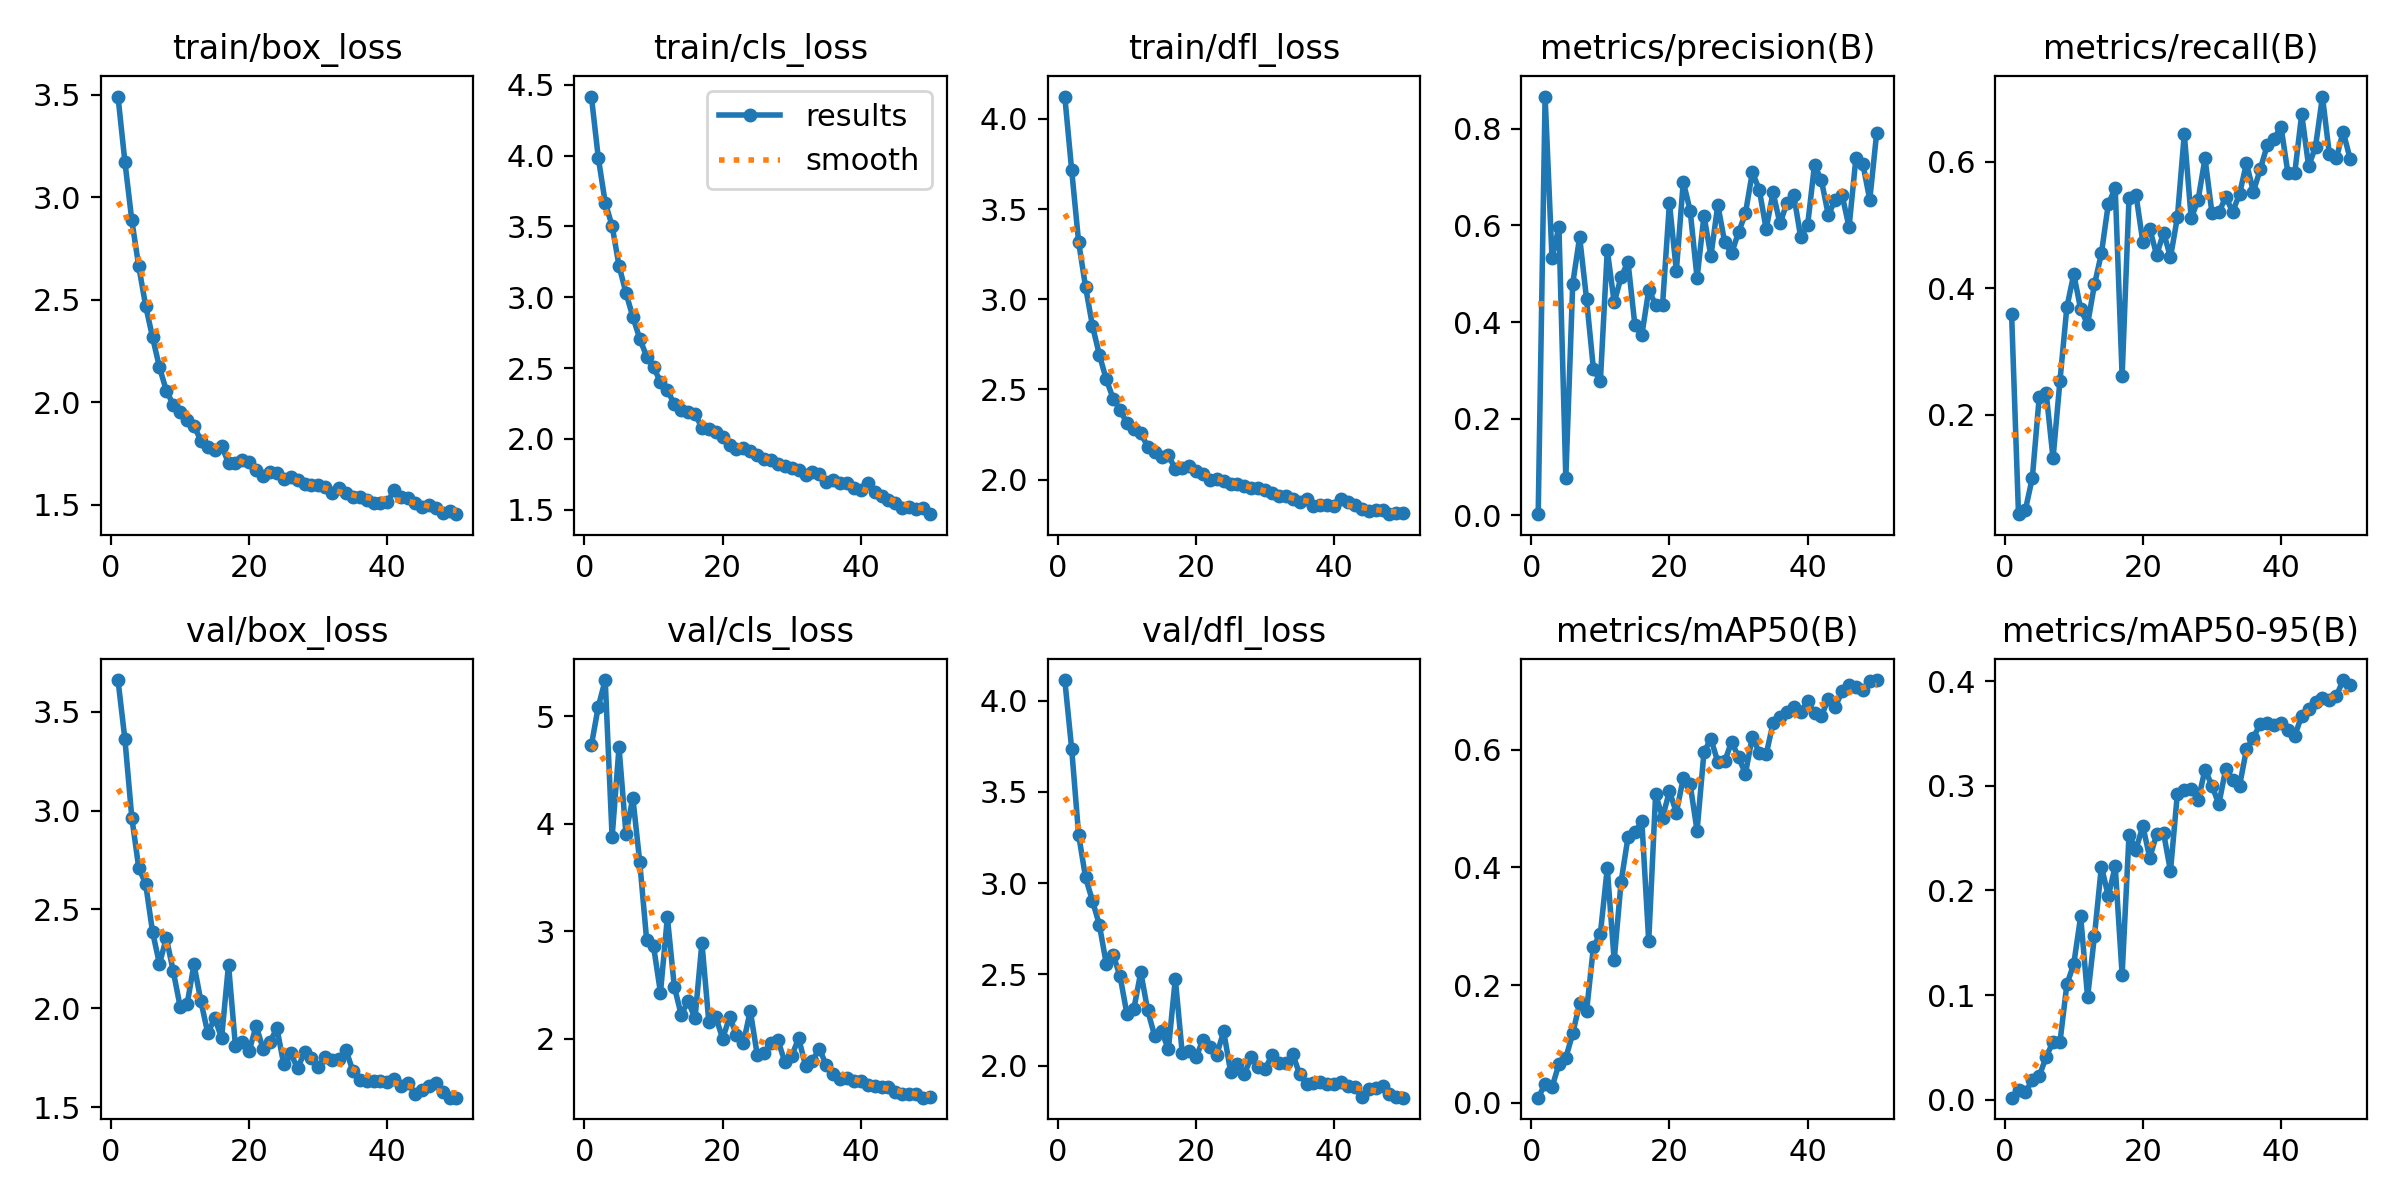 train/box_loss
3.5
3.0
2.5
2.0
1.5
0 20 40
train/cls_loss
results
smooth
4.5
4.0
3.5
3.0
2.5
2.0
1.5
0 20 40
train/dfl_loss
4.0
3.5
3.0
2.5
2.0
0 20 40
metrics/precision(B)
0.8
0.6
0.4
0.2
0.0
0 20 40
metrics/recall(B)
0.6
0.4
0.2
0 20 40
val/box_loss
3.5
3.0
2.5
2.0
1.5
0 20 40
val/cls_loss
5
4
3
2
0 20 40
val/dfl_loss
4.0
3.5
3.0
2.5
2.0
0 20 40
metrics/mAP50(B)
0.6
0.4
0.2
0.0
0 20 40
metrics/mAP50-95(B)
0.4
0.3
0.2
0.1
0.0
0 20 40